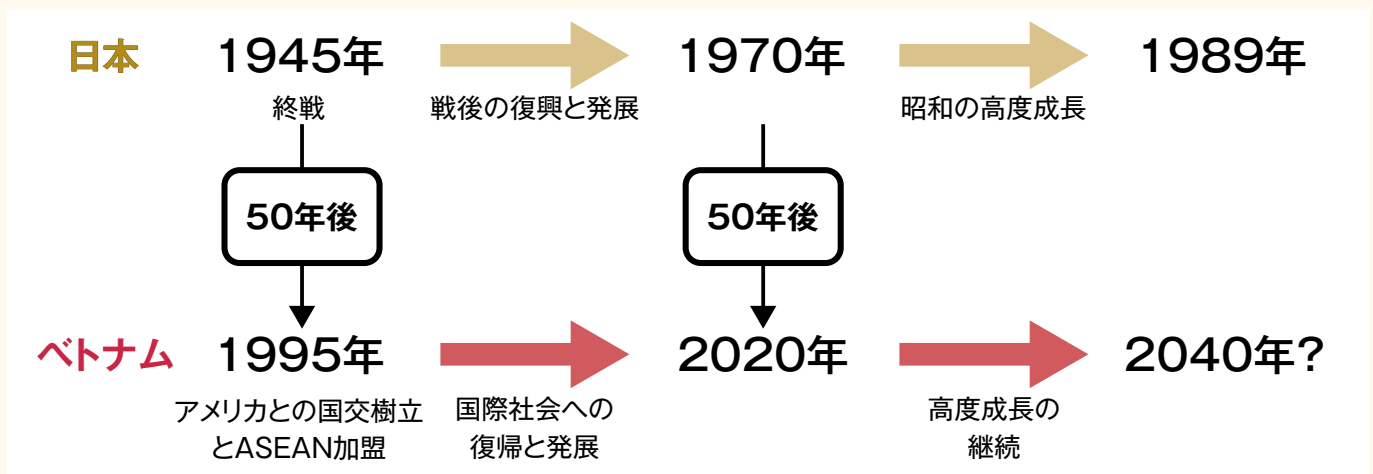 日本 1945年 1970年 1989年
終戦 戦後の復興と発展 昭和の高度成長
50年後 50年後
ベトナム 1995年 2020年 2040年?
アメリカとの国交樹立 国際社会への 高度成長の
とASEAN加盟 復帰と発展 継続